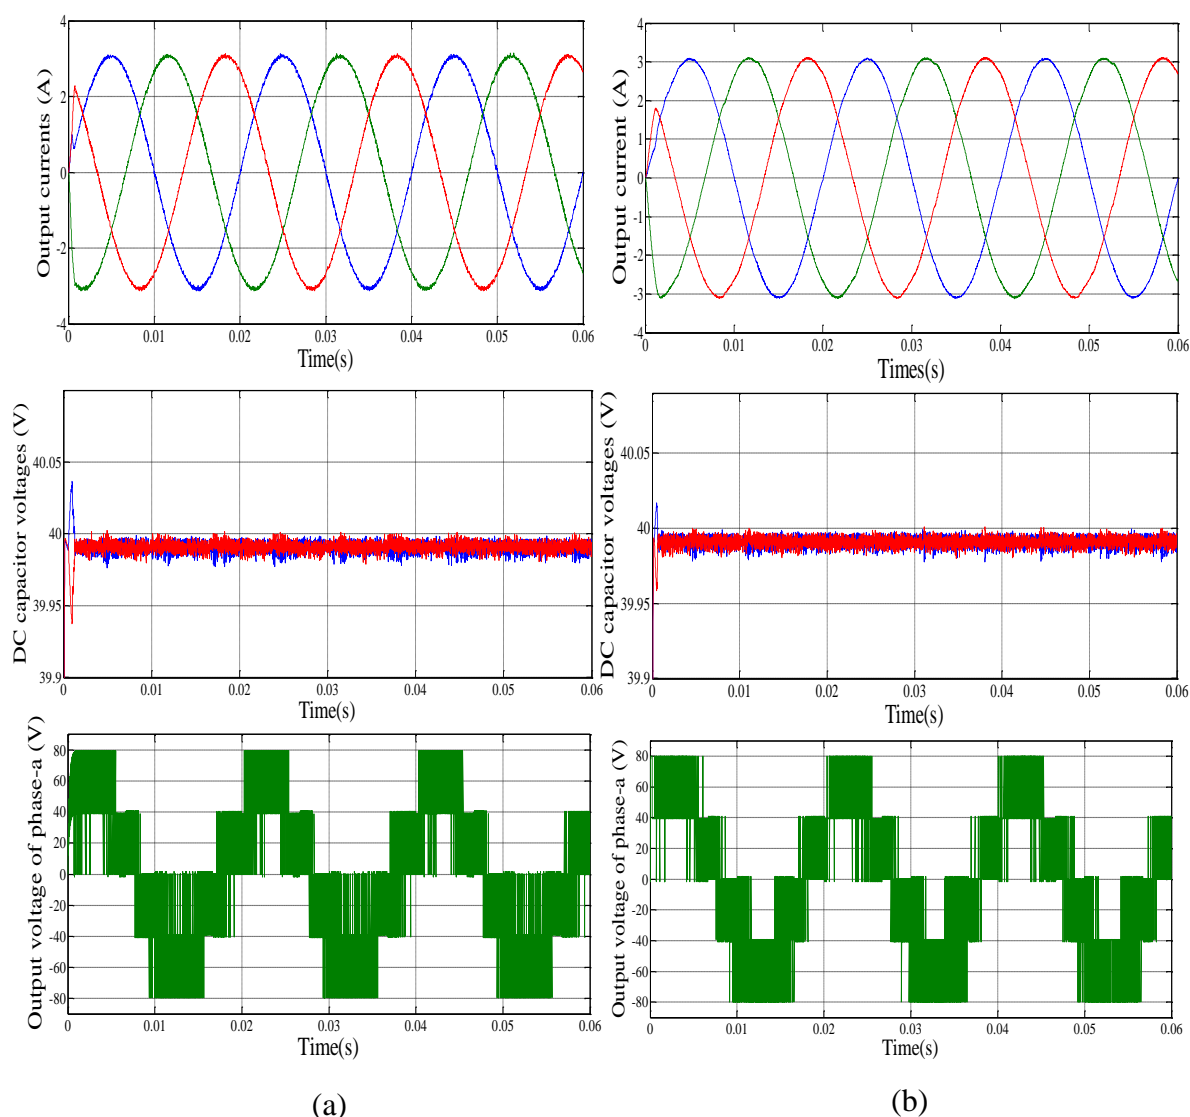 Output currents (A)
4
2
0
-2
-4
0 0.01 0.02 0.03 0.04 0.05 0.06
Time(s)
Output current (A)
4
3
2
1
0
-1
-2
-3
-4
0 0.01 0.02 0.03 0.04 0.05 0.06
Times(s)
DC capacitor voltages (V)
40.05
40
39.95
39.9
0 0.01 0.02 0.03 0.04 0.05 0.06
Time(s)
DC capacitor voltages (V)
40.05
40
39.95
39.9
0 0.01 0.02 0.03 0.04 0.05 0.06
Time(s)
Output voltage of phase-a (V)
80
60
40
20
0
-20
-40
-60
-80
0 0.01 0.02 0.03 0.04 0.05 0.06
Time(s)
Output voltage of phase-a (V)
80
60
40
20
0
-20
-40
-60
-80
0 0.01 0.02 0.03 0.04 0.05 0.06
Time(s)
(a)
(b)